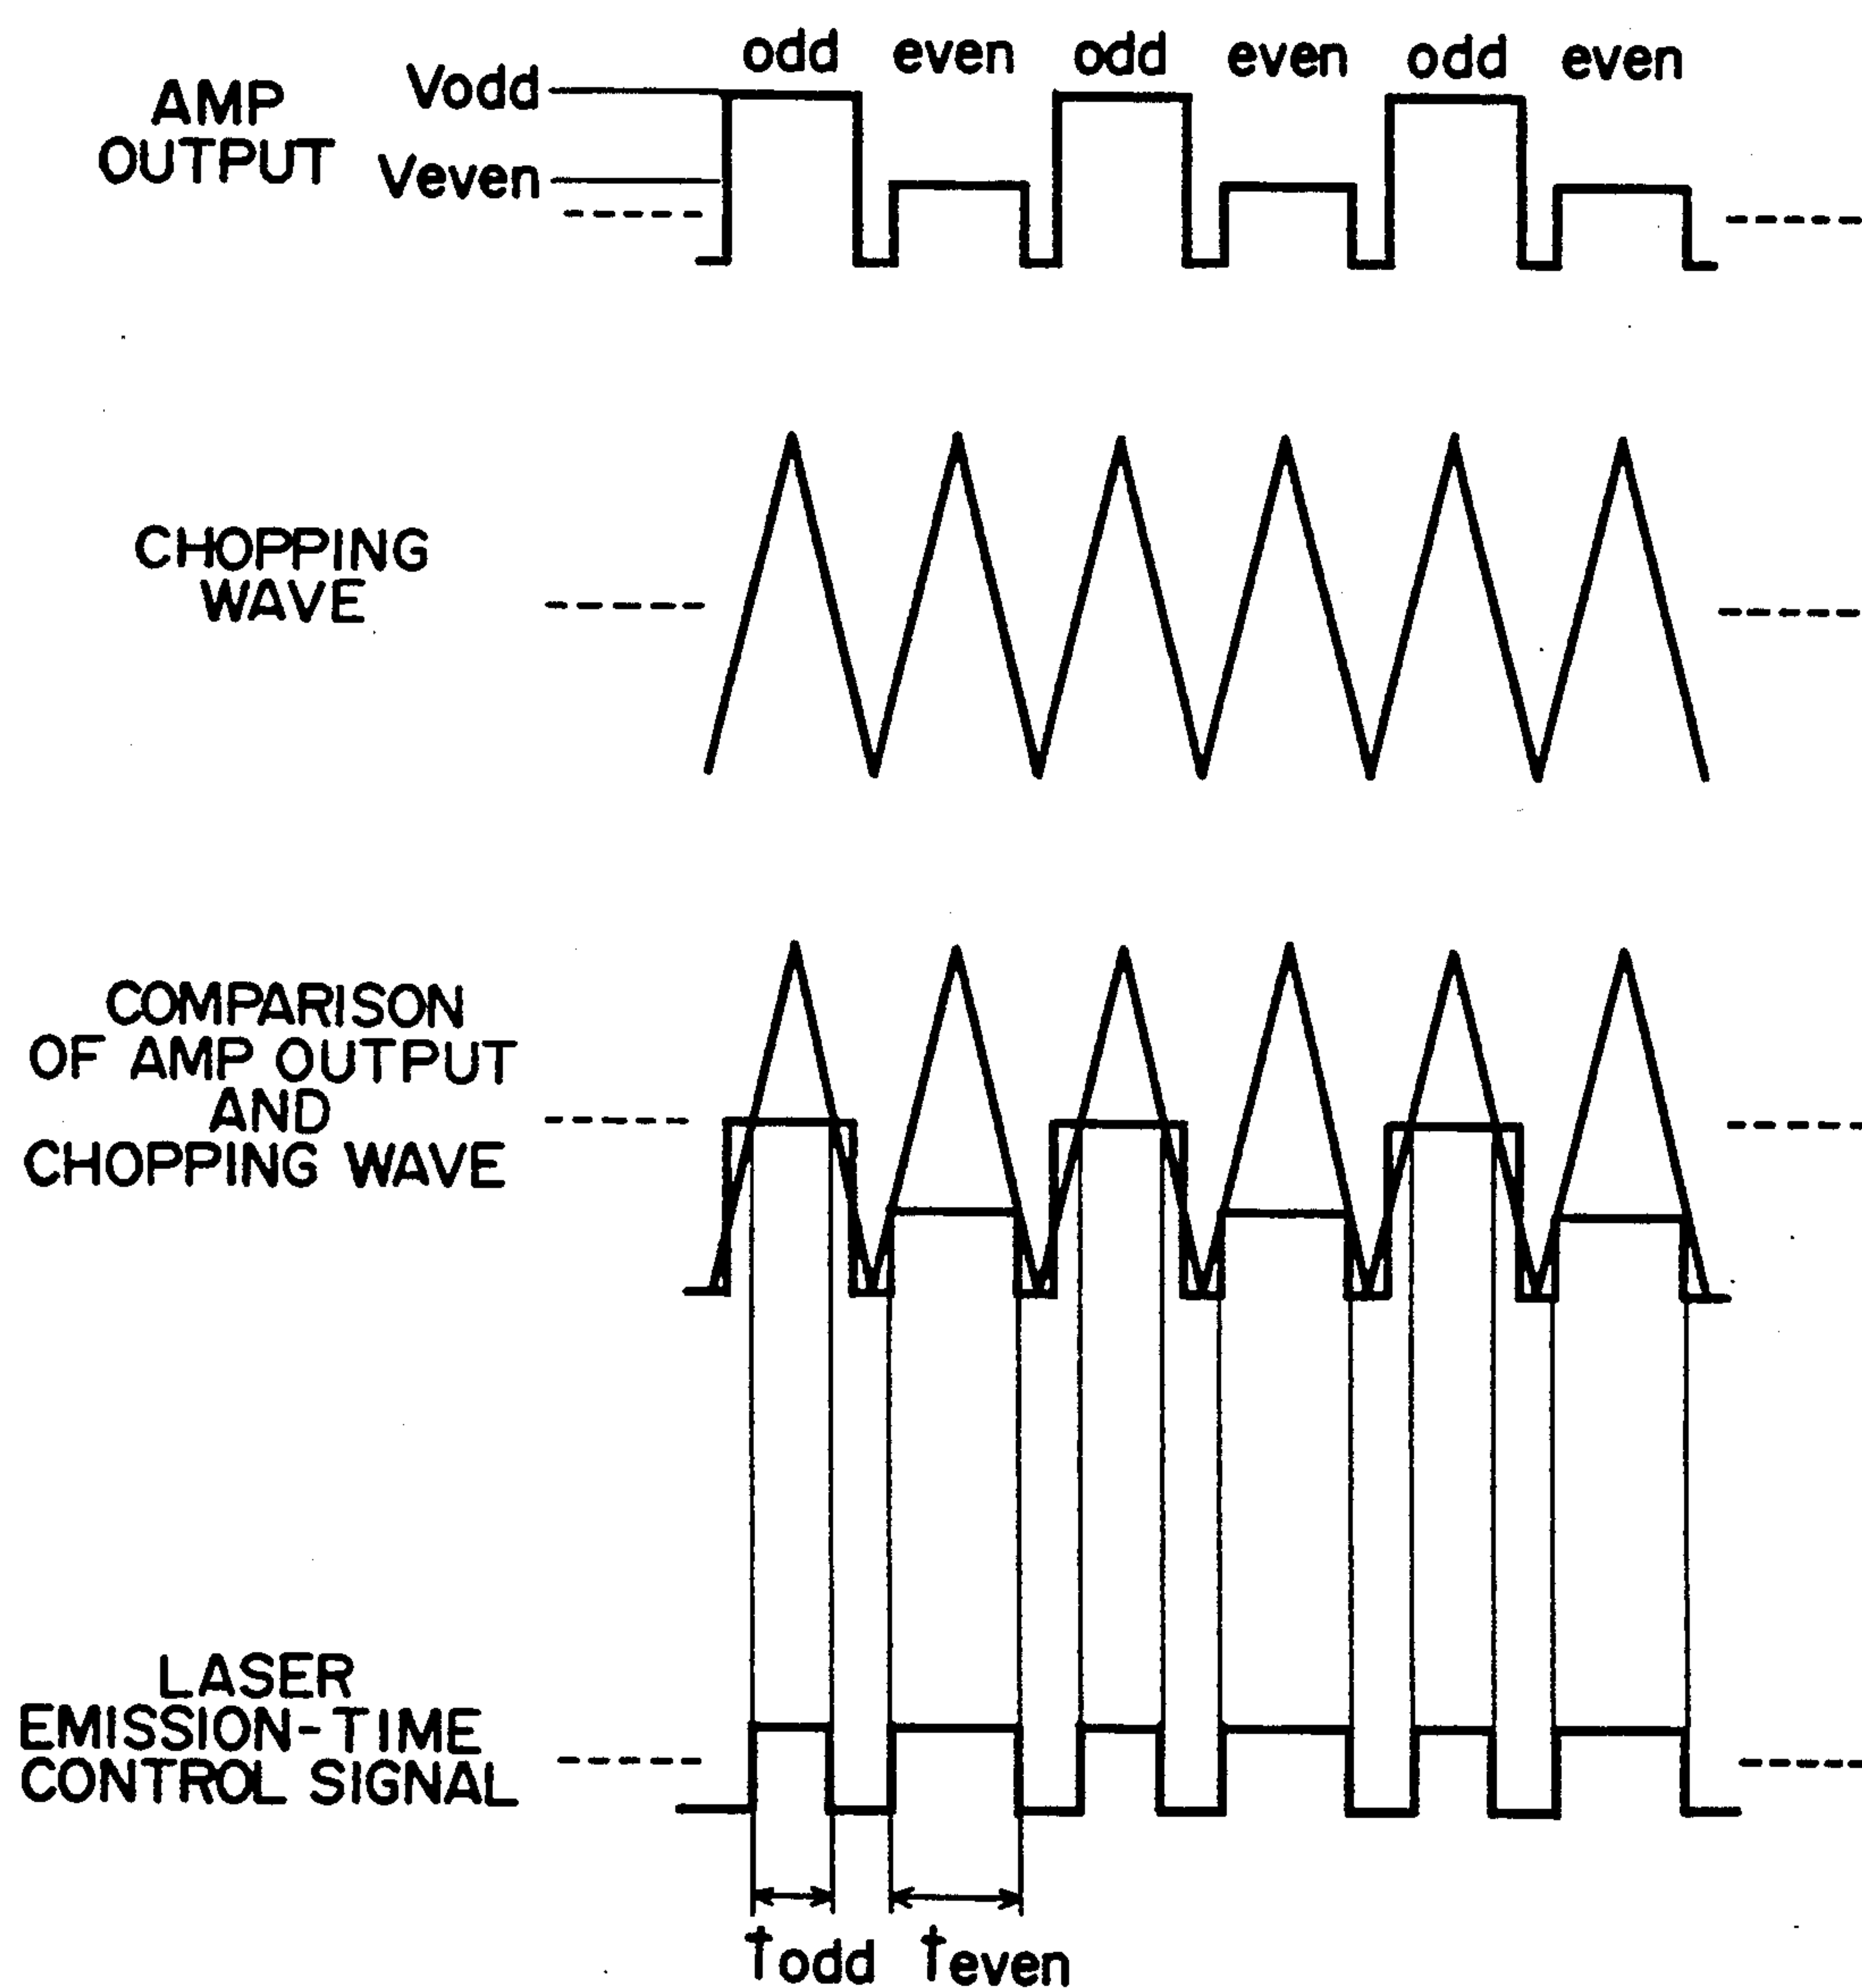 odd even odd even odd even
AMP
OUTPUT
Vodd
Veven
CHOPPING
WAVE
COMPARISON
OF AMP OUTPUT
AND
CHOPPING WAVE
LASER
EMISSION-TIME
CONTROL SIGNAL
todd teven